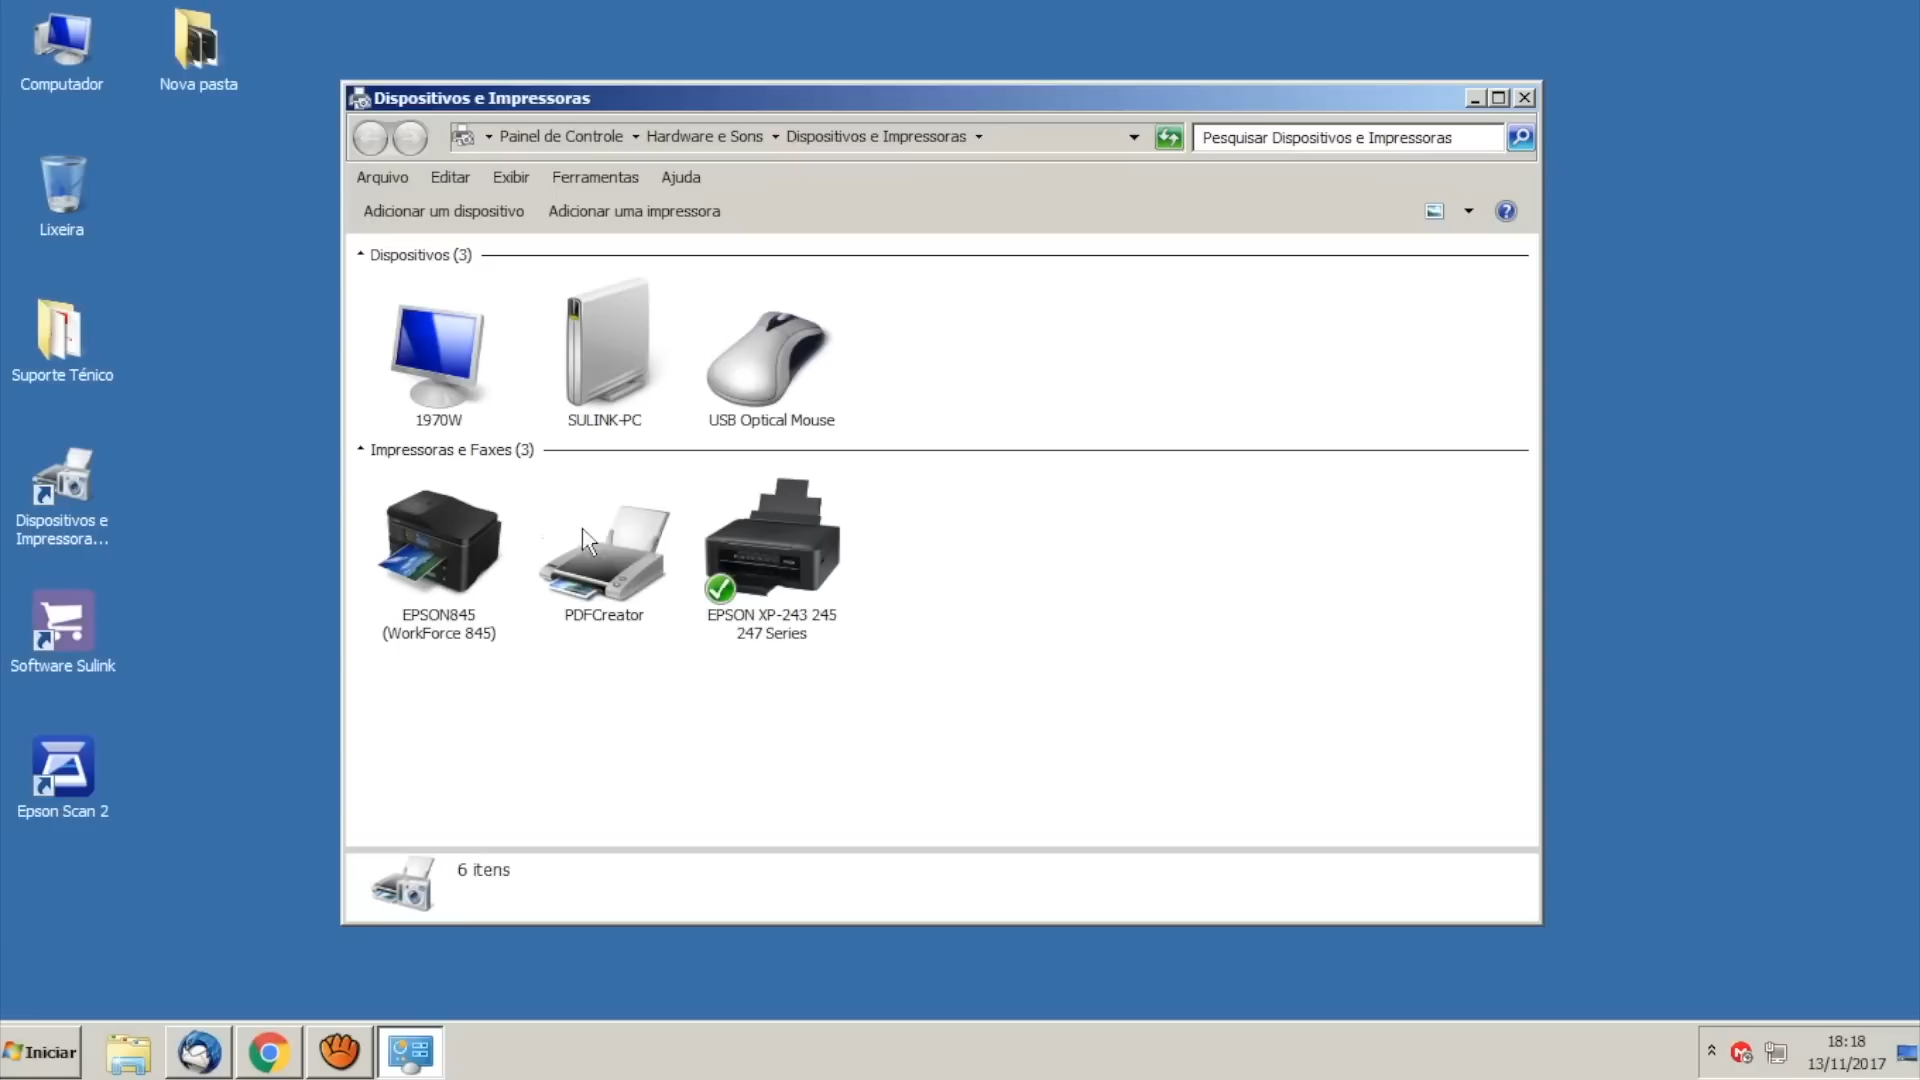 Computador
Nova pasta
Lixeira
Suporte Ténico
Dispositivos e
Impressora...
Software Sulink
Epson Scan 2
Dispositivos e Impressoras
Painel de Controle
Hardware e Sons
Dispositivos e Impressoras
Pesquisar Dispositivos e Impressoras
Arquivo
Editar
Exibir
Ferramentas
Ajuda
Adicionar um dispositivo
Adicionar uma impressora
Dispositivos (3)
1970W
SULINK-PC
USB Optical Mouse
Impressoras e Faxes (3)
EPSON845
(WorkForce 845)
PDFCreator
EPSON XP-243 245
247 Series
6 itens
Iniciar
18:18
13/11/2017